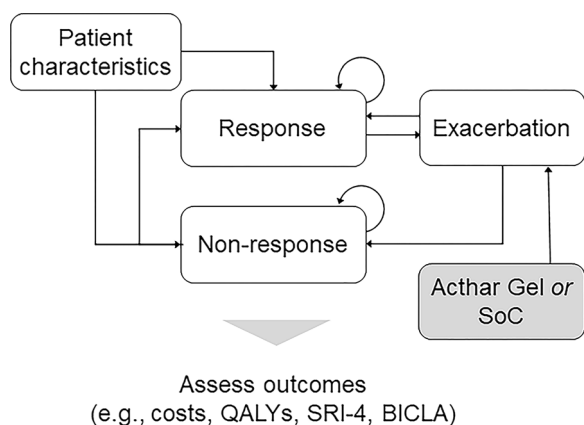 Patient
characteristics
Response
Exacerbation
Non-response
Acthar Gel or
SoC
Assess outcomes
(e.g., costs, QALYs, SRI-4, BICLA)